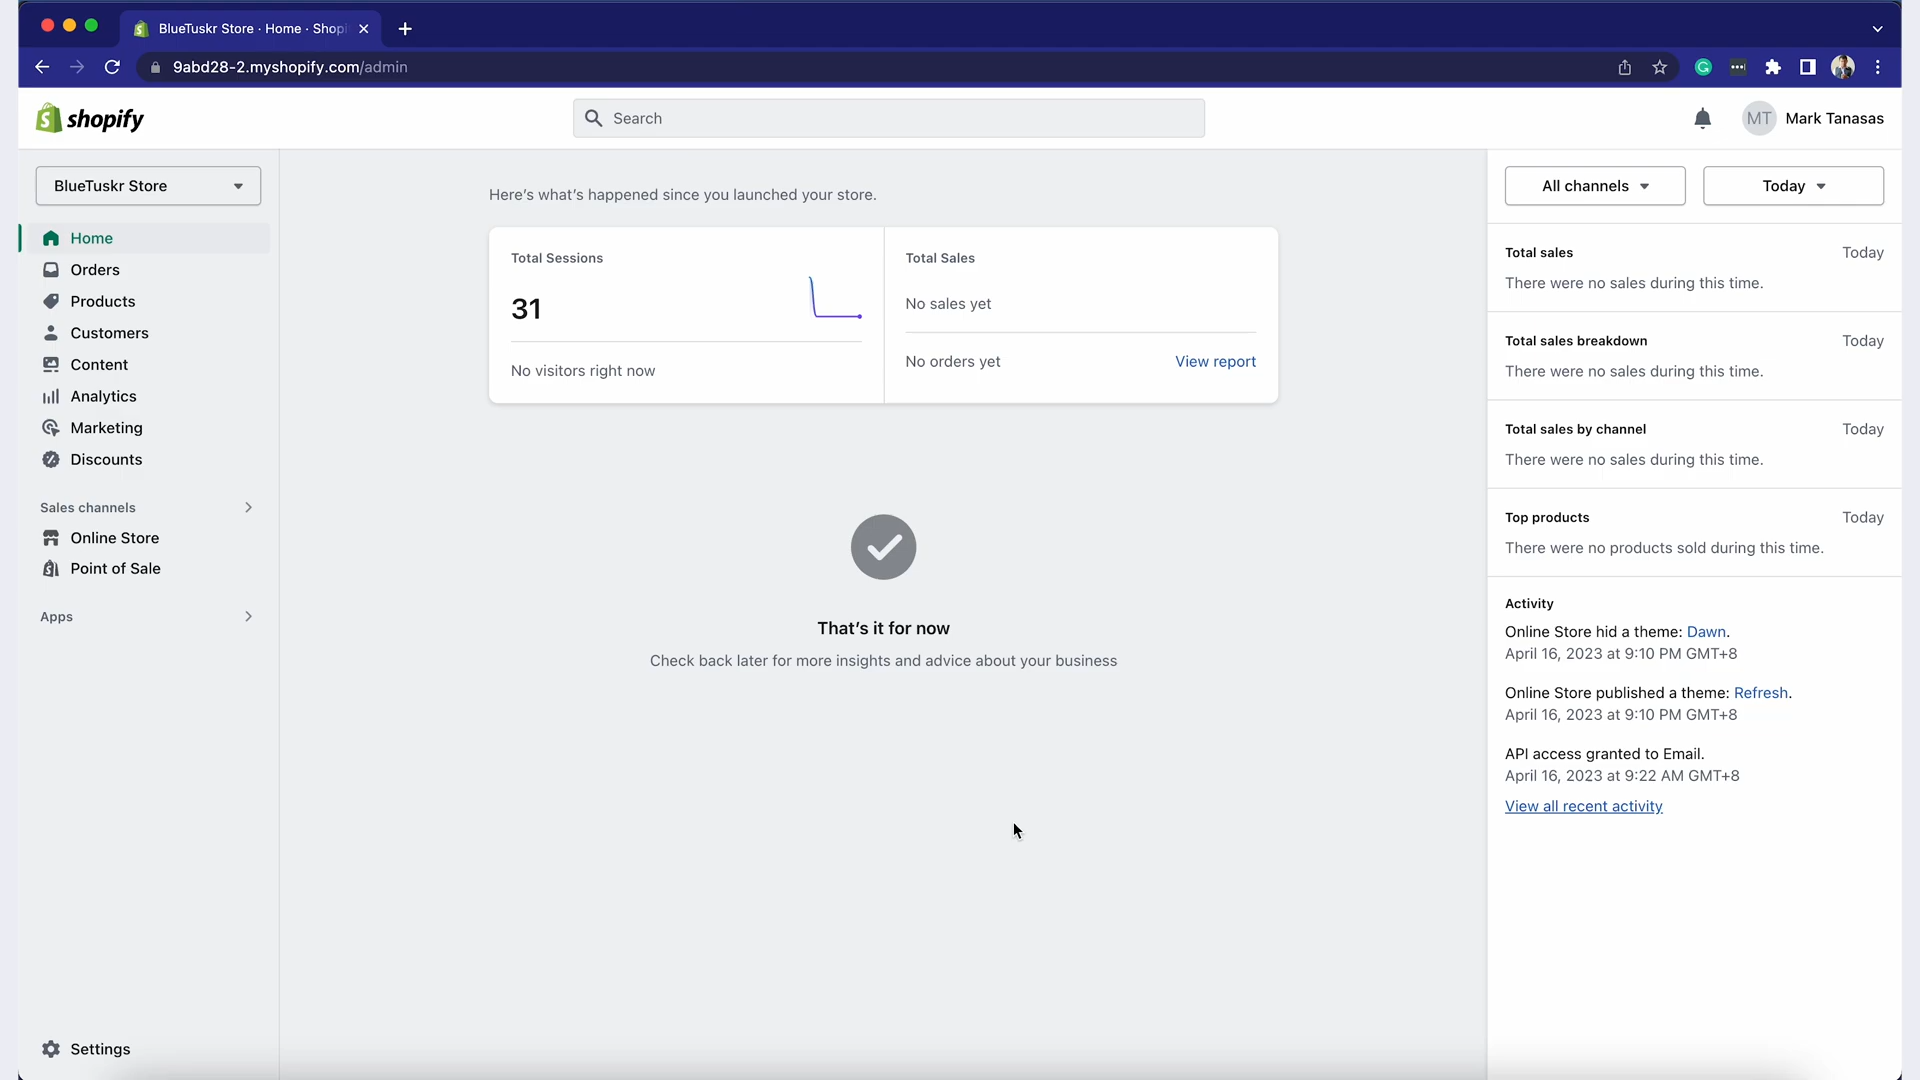 BlueTuskr Store · Home · Shopi
9abd28-2.myshopify.com/admin
shopify
Search
MT
Mark Tanasas
BlueTuskr Store
Home
Orders
Products
Customers
Content
Analytics
Marketing
Discounts
Sales channels
Online Store
Point of Sale
Apps
Settings
Here's what's happened since you launched your store.
Total Sessions
31
No visitors right now
Total Sales
No sales yet
No orders yet
View report
That's it for now
Check back later for more insights and advice about your business
All channels
Today
Total sales
Today
There were no sales during this time.
Total sales breakdown
Today
There were no sales during this time.
Total sales by channel
Today
There were no sales during this time.
Top products
Today
There were no products sold during this time.
Activity
Online Store hid a theme: Dawn.
April 16, 2023 at 9:10 PM GMT+8
Online Store published a theme: Refresh.
April 16, 2023 at 9:10 PM GMT+8
API access granted to Email.
April 16, 2023 at 9:22 AM GMT+8
View all recent activity